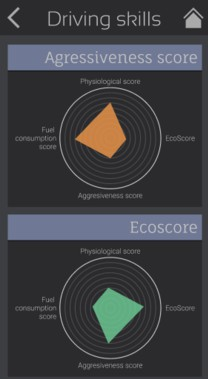 Driving skills
Agressiveness score
Physiological score
Fuel
consumption
score
EcoScore
Aggresiveness score
Ecoscore
Physiological score
Fuel
consumption
score
EcoScore
Aggresiveness score